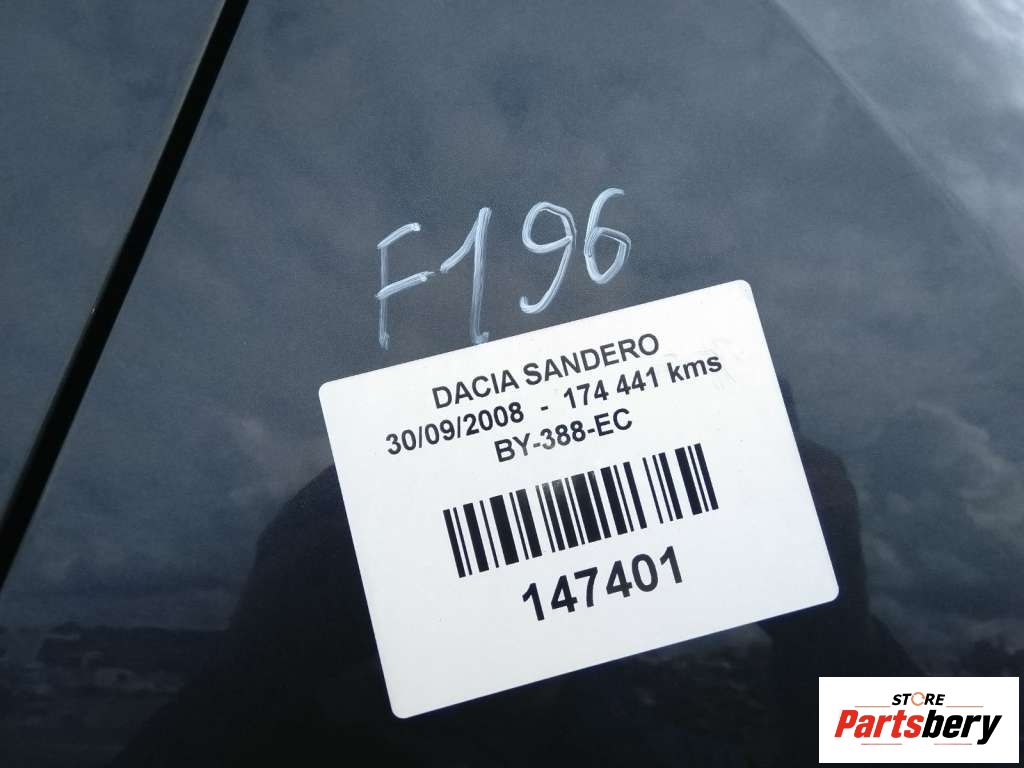 F196
DACIA SANDERO
30/09/2008 - 174 441 kms
BY-388-EC
147401
STORE
Partsbery